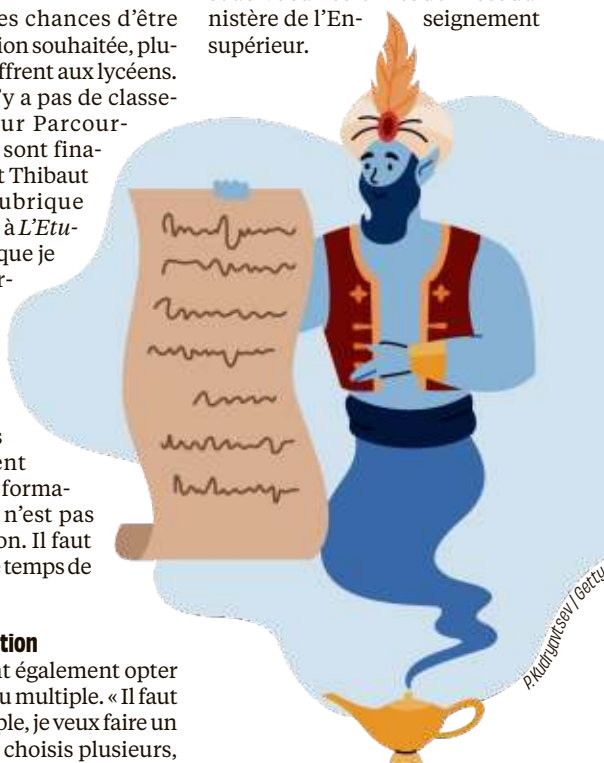 es chances d'être
ion souhaitée, plu-
ffrent aux lycéens.
'y a pas de classe-
ur Parcour-
sont fina-
t Thibaut
ubrique
à L'Etu-
que je
r-
s
ent
forma-
n'est pas
on. Il faut
temps de
tion
nt également opter
u multiple. « Il faut
ple, je veux faire un
choisis plusieurs,
nistère de l'En-
seignement
supérieur.
P.Kudryavtsev / Getty